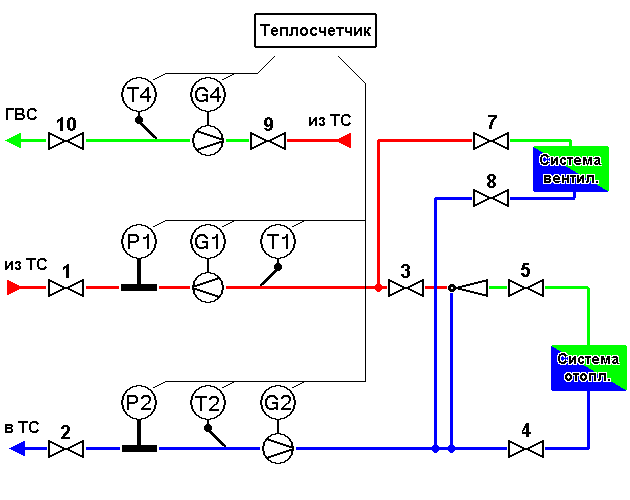 Теплосчетчик
T4
G4
ГВС
10
9
из ТС
7
Система
вентил.
8
P1
G1
T1
из ТС
1
3
5
Система
отопл.
P2
T2
G2
в ТС
2
4